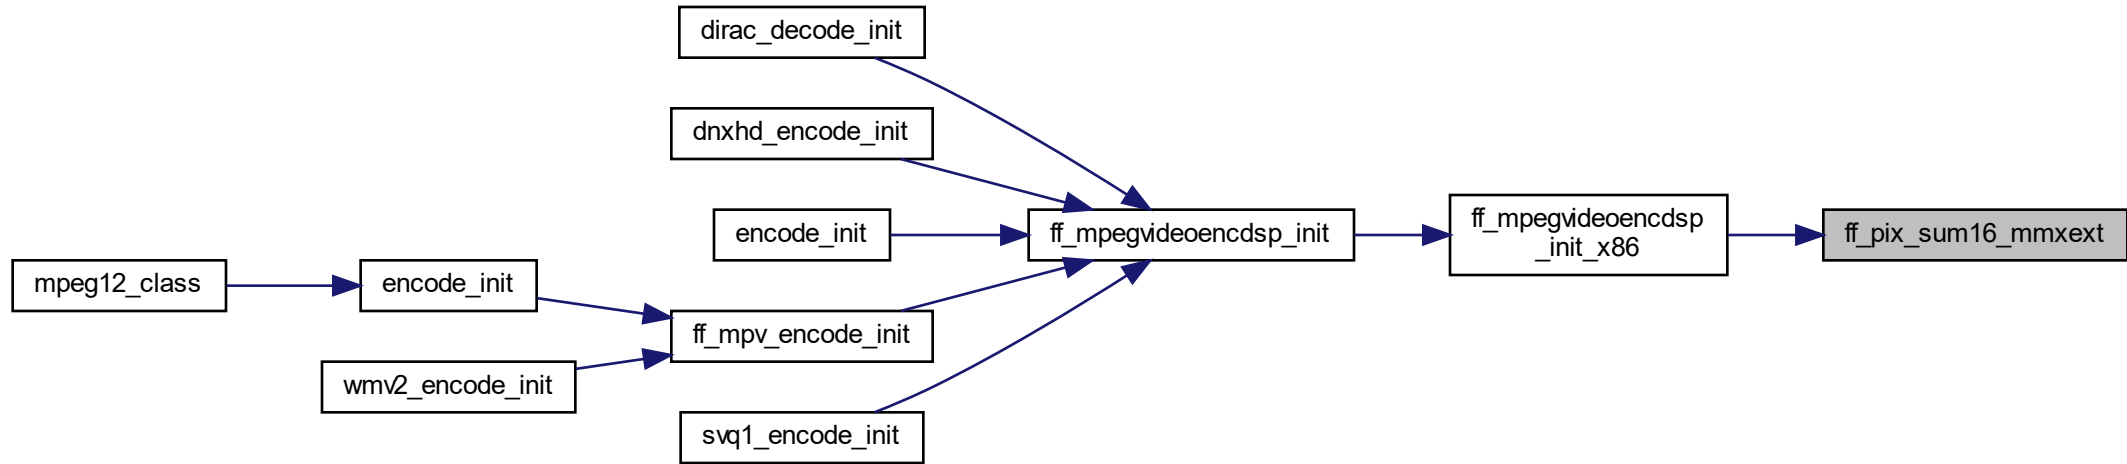 dirac_decode_init
dnxhd_encode_init
encode_init
ff_mpegvideoencdsp_init
ff_mpegvideoencdsp
_init_x86
ff_pix_sum16_mmxext
mpeg12_class
encode_init
ff_mpv_encode_init
wmv2_encode_init
svq1_encode_init